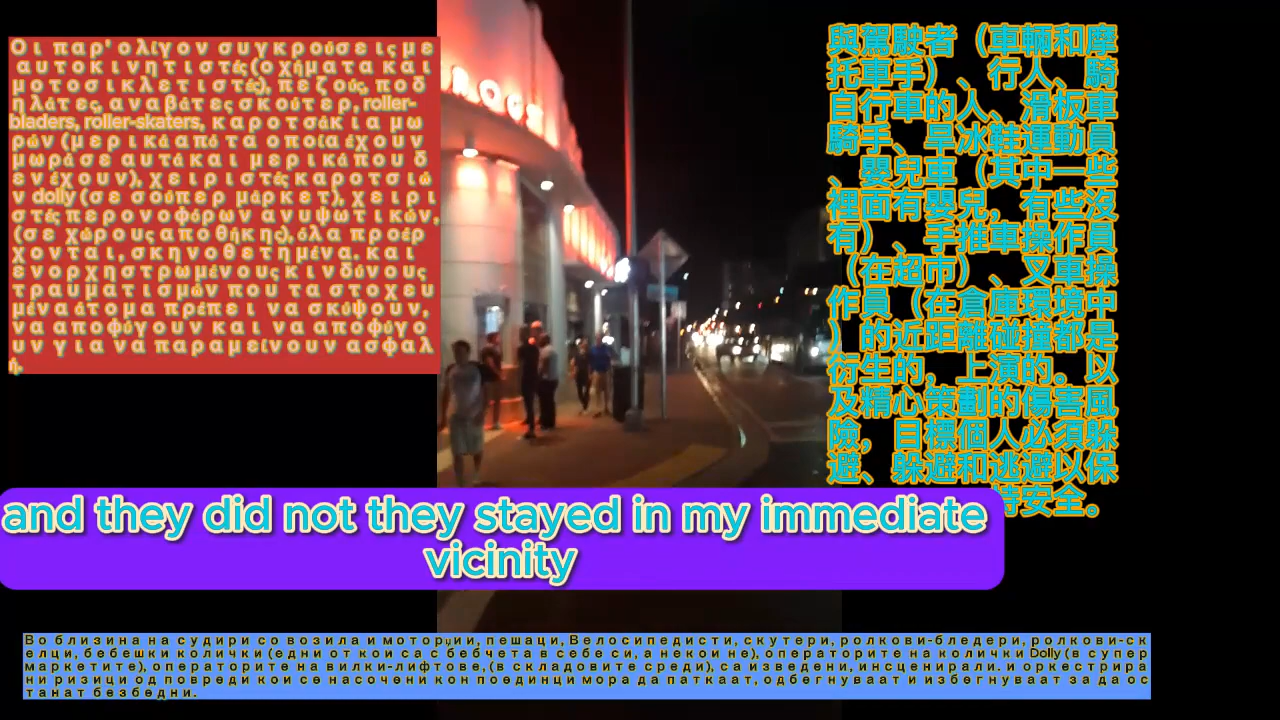 Οι παρ' ολίγον συγκρούσεις με
αυτοκινητιστές (οχήματα και
μοτοσικλετιστές), πεζούς, ποδ
ηλάτες, αναβάτες σκούτερ, roller-
bladers, roller-skaters, καροτσάκια μω
ρών (μερικά από τα οποία έχουν
μωρά σε αυτά και μερικά που δ
εν έχουν), χειριστές καροτσιώ
ν dolly (σε σούπερ μάρκετ), χειρι
στές περονοφόρων ανυψωτικών,
(σε χώρους αποθήκης), όλα προέρ
χονται, σκηνοθετημένα. και
ενορχηστρωμένους κινδύνους
τραυματισμών που τα στοχευ
μένα άτομα πρέπει να σκύψουν,
να αποφύγουν και να αποφύγο
υν για να παραμείνουν ασφαλ
ή.
與駕駛者（車輛和摩
托車手）、行人、騎
自行車的人、滑板車
騎手、旱冰鞋運動員
、嬰兒車（其中一些
裡面有嬰兒，有些沒
有）、手推車操作員
（在超市）、叉車操
作員（在倉庫環境中
）的近距離碰撞都是
衍生的，上演的。以
及精心策劃的傷害風
險，目標個人必須躲
避、躲避和逃避以保
持安全。
and they did not they stayed in my immediate
vicinity
Во близина на судири со возила и мотоrции, пешаци, Велосипедисти, скутери, ролкови-бледери, ролкови-ск
елци, бебешки колички (едни от кои са с бебчета в себе си, а некои не), операторите на колички Dolly (в супер
маркетите), операторите на вилки-лифтове, (в складовите среди), са изведени, инсценирали. и оркестрира
ни ризици од повреди кои се насочени кон поединци мора да паткаат, одбегнуваат и избегнуваат за да ос
танат безбедни.